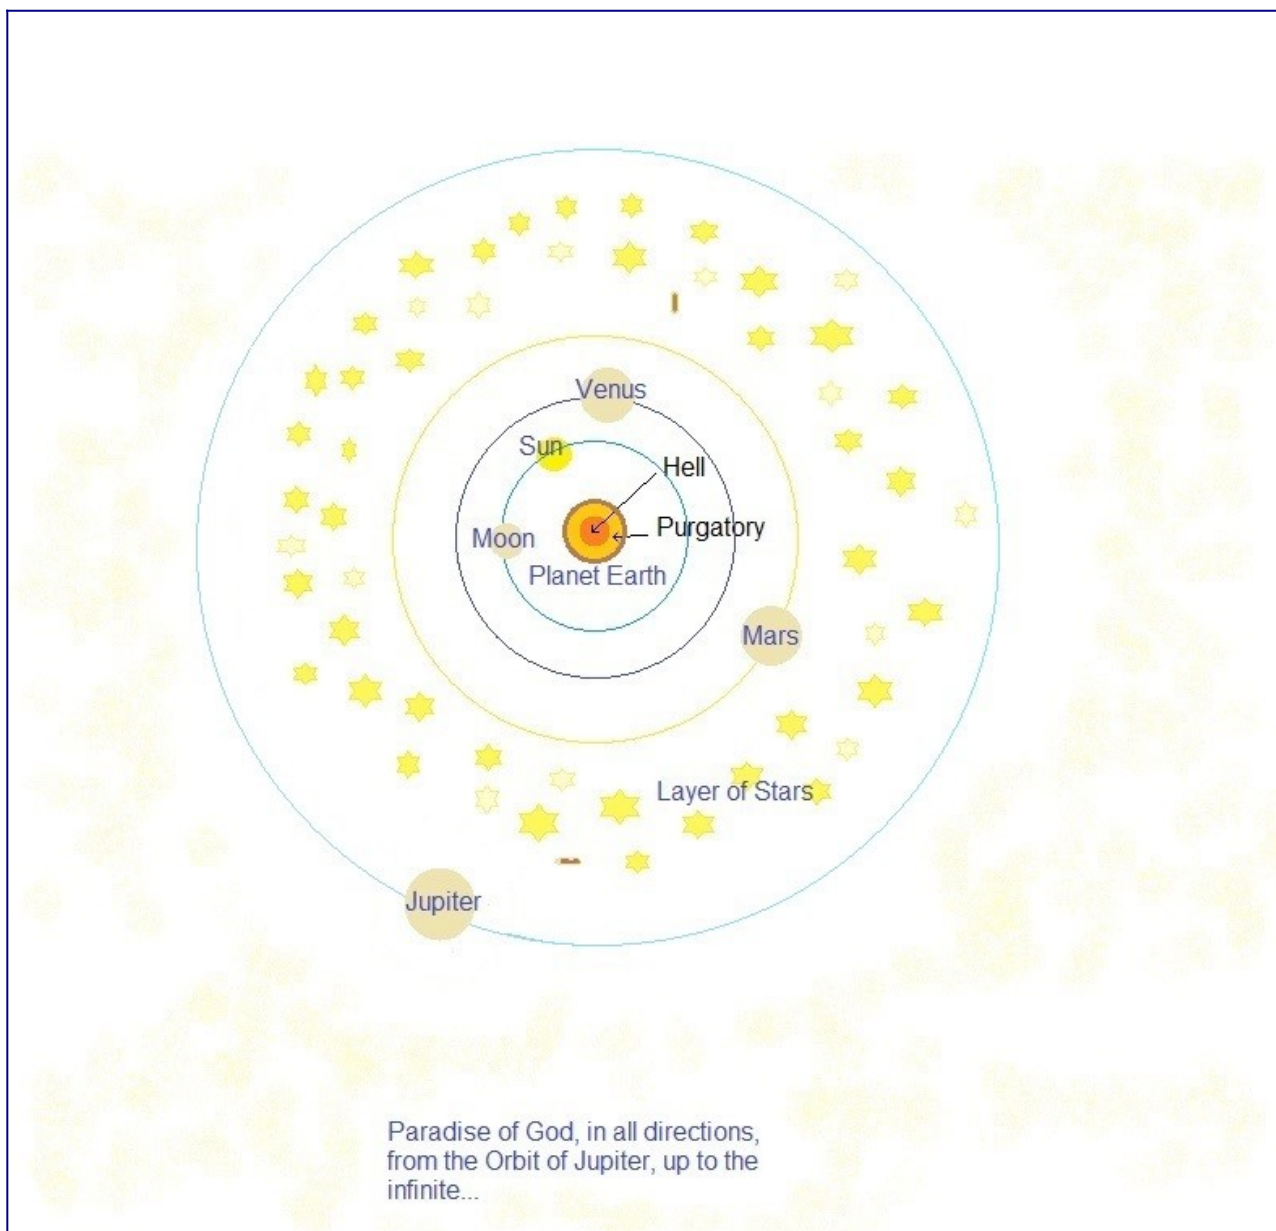 Venus
Sun
Hell
Purgatory
Moon
Planet Earth
Mars
Layer of Stars
Jupiter
Paradise of God, in all directions,
from the Orbit of Jupiter, up to the
infinite...